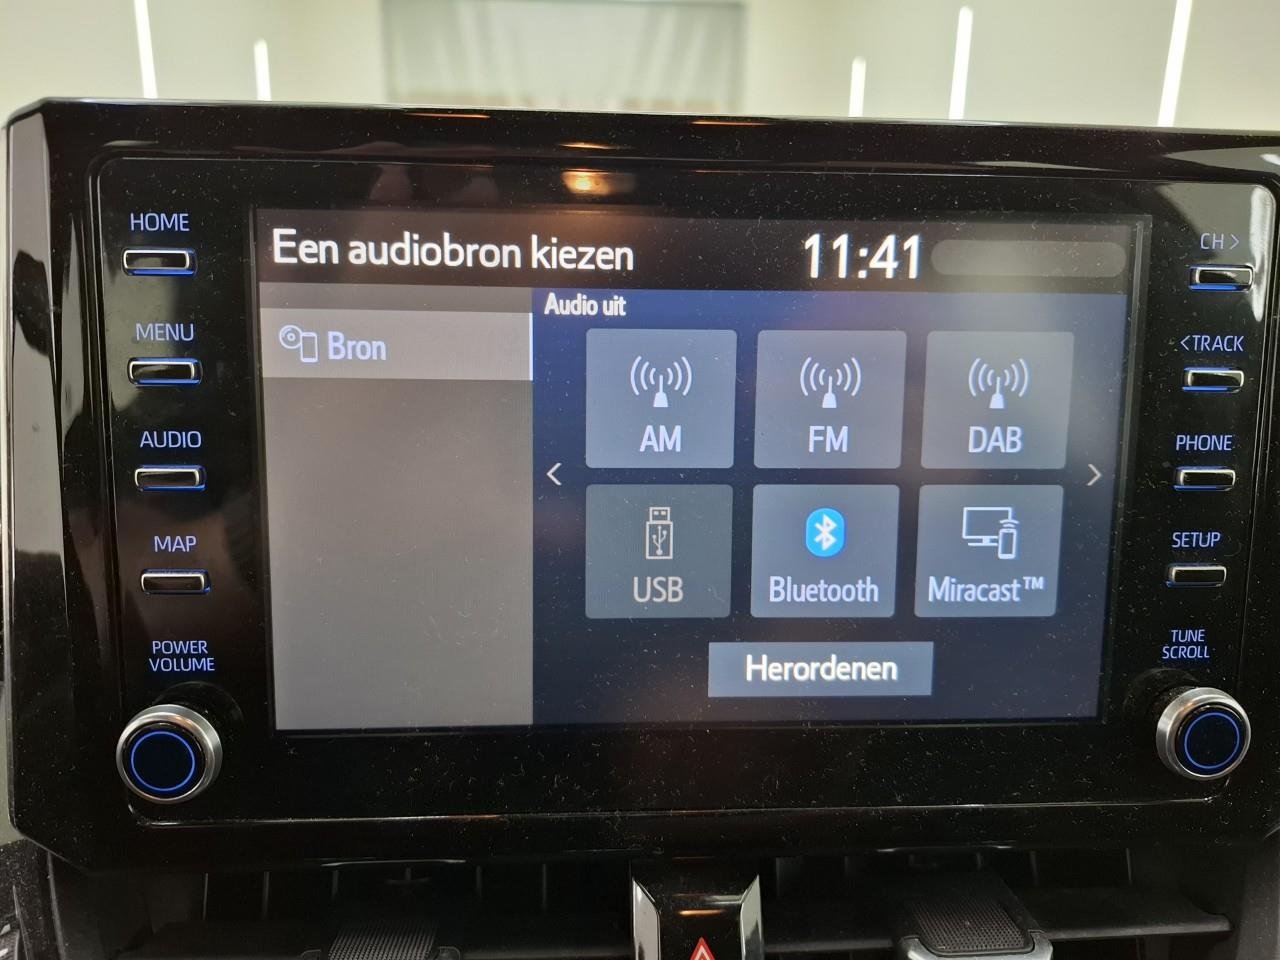 HOME
MENU
AUDIO
MAP
POWER
VOLUME
Een audiobron kiezen
11:41
Bron
Audio uit
AM
FM
DAB
<
>
USB
Bluetooth
Miracast™
Herordenen
CH >
<TRACK
PHONE
SETUP
TUNE
SCROLL